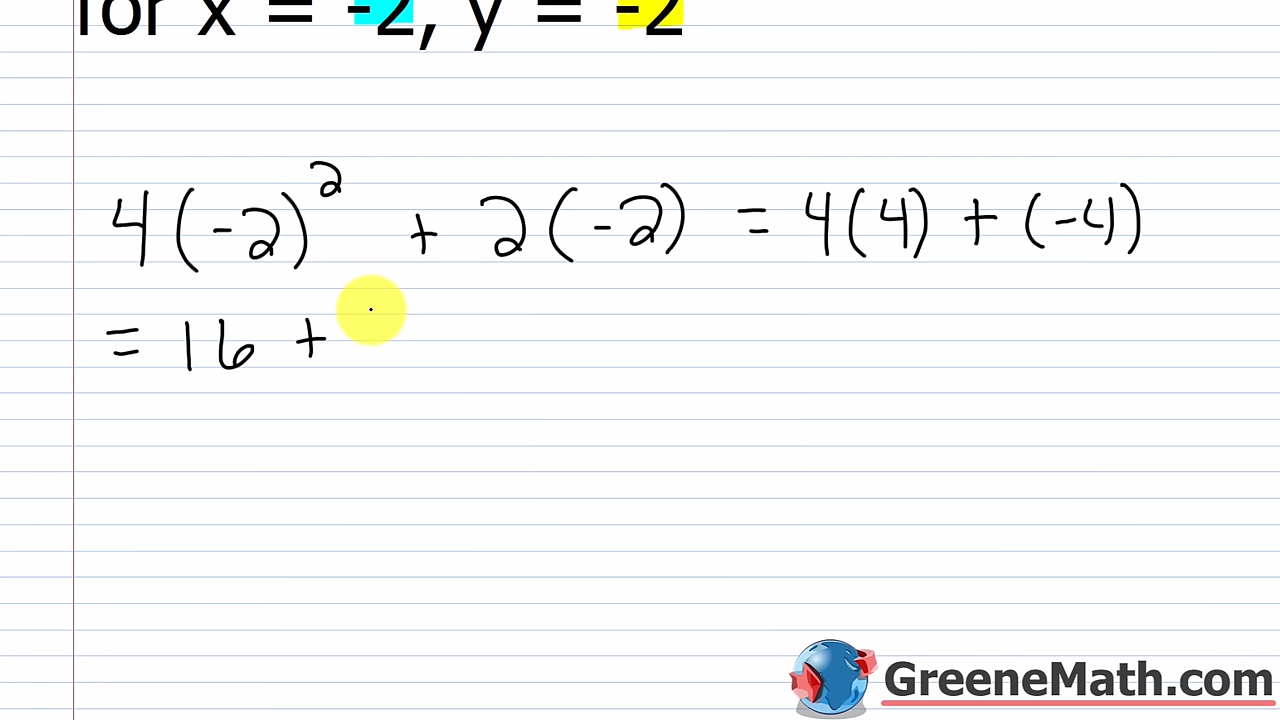 for x = -2, y = -2
4(-2)² + 2(-2) = 4(4) + (-4)
= 16 +
GreeneMath.com